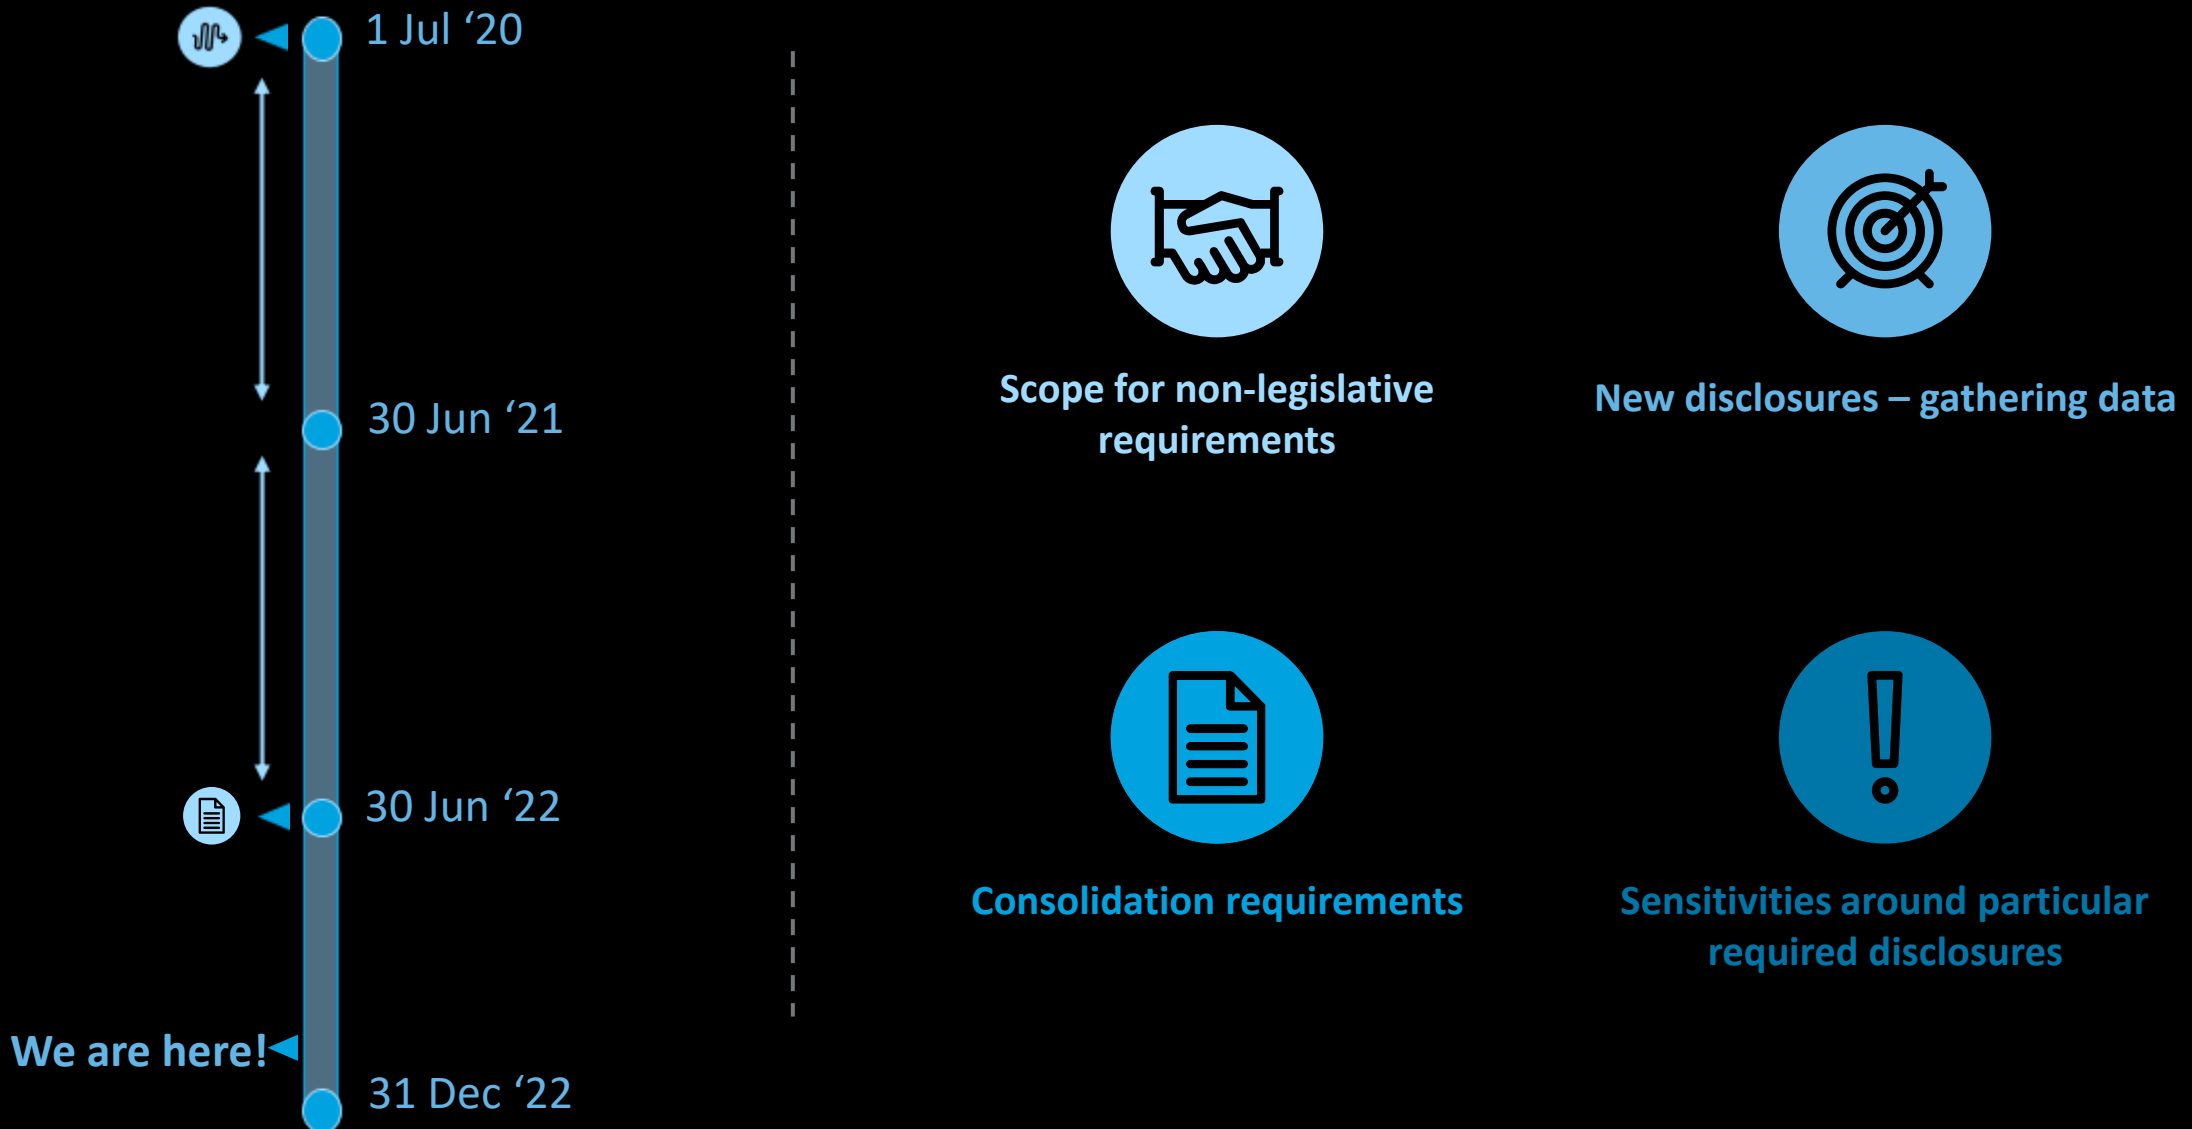 1 Jul ‘20
30 Jun ‘21
30 Jun ‘22
We are here!
31 Dec ‘22
Scope for non-legislative
requirements
New disclosures – gathering data
Consolidation requirements
Sensitivities around particular
required disclosures